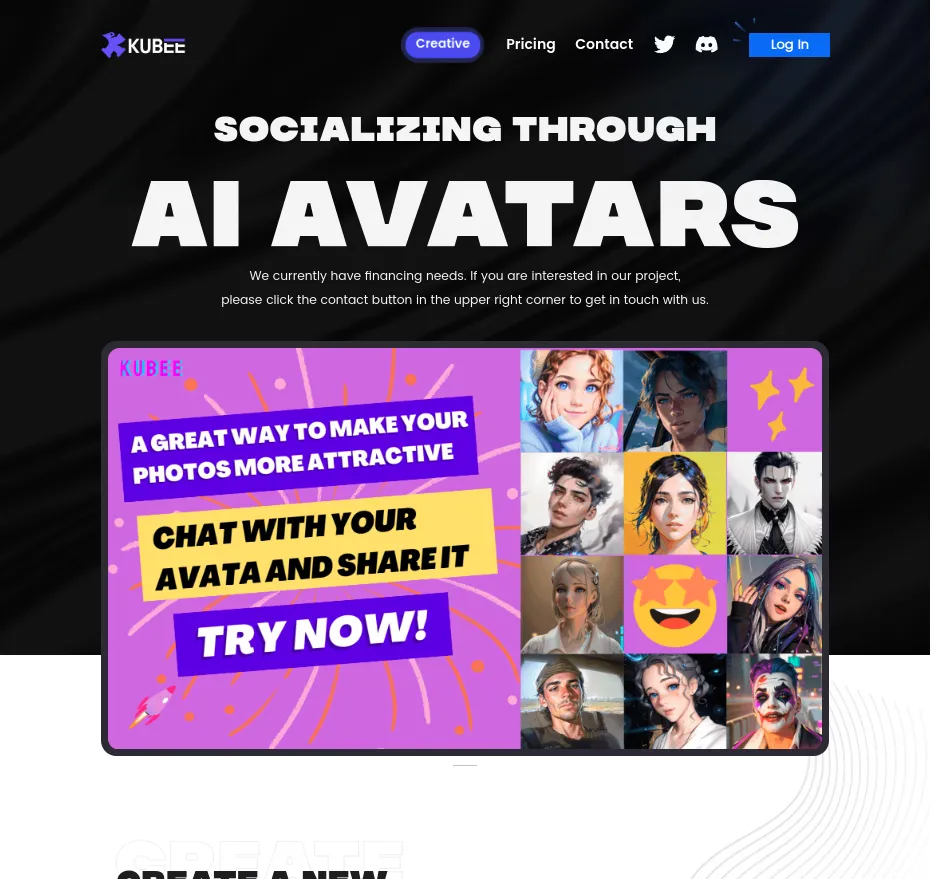 KUBEE
Creative
Pricing
Contact
Log In
SOCIALIZING THROUGH
AI AVATARS
We currently have financing needs. If you are interested in our project,
please click the contact button in the upper right corner to get in touch with us.
KUBEE
A GREAT WAY TO MAKE YOUR
PHOTOS MORE ATTRACTIVE
CHAT WITH YOUR
AVATA AND SHARE IT
TRY NOW!
CREATE
CREATE A NEW